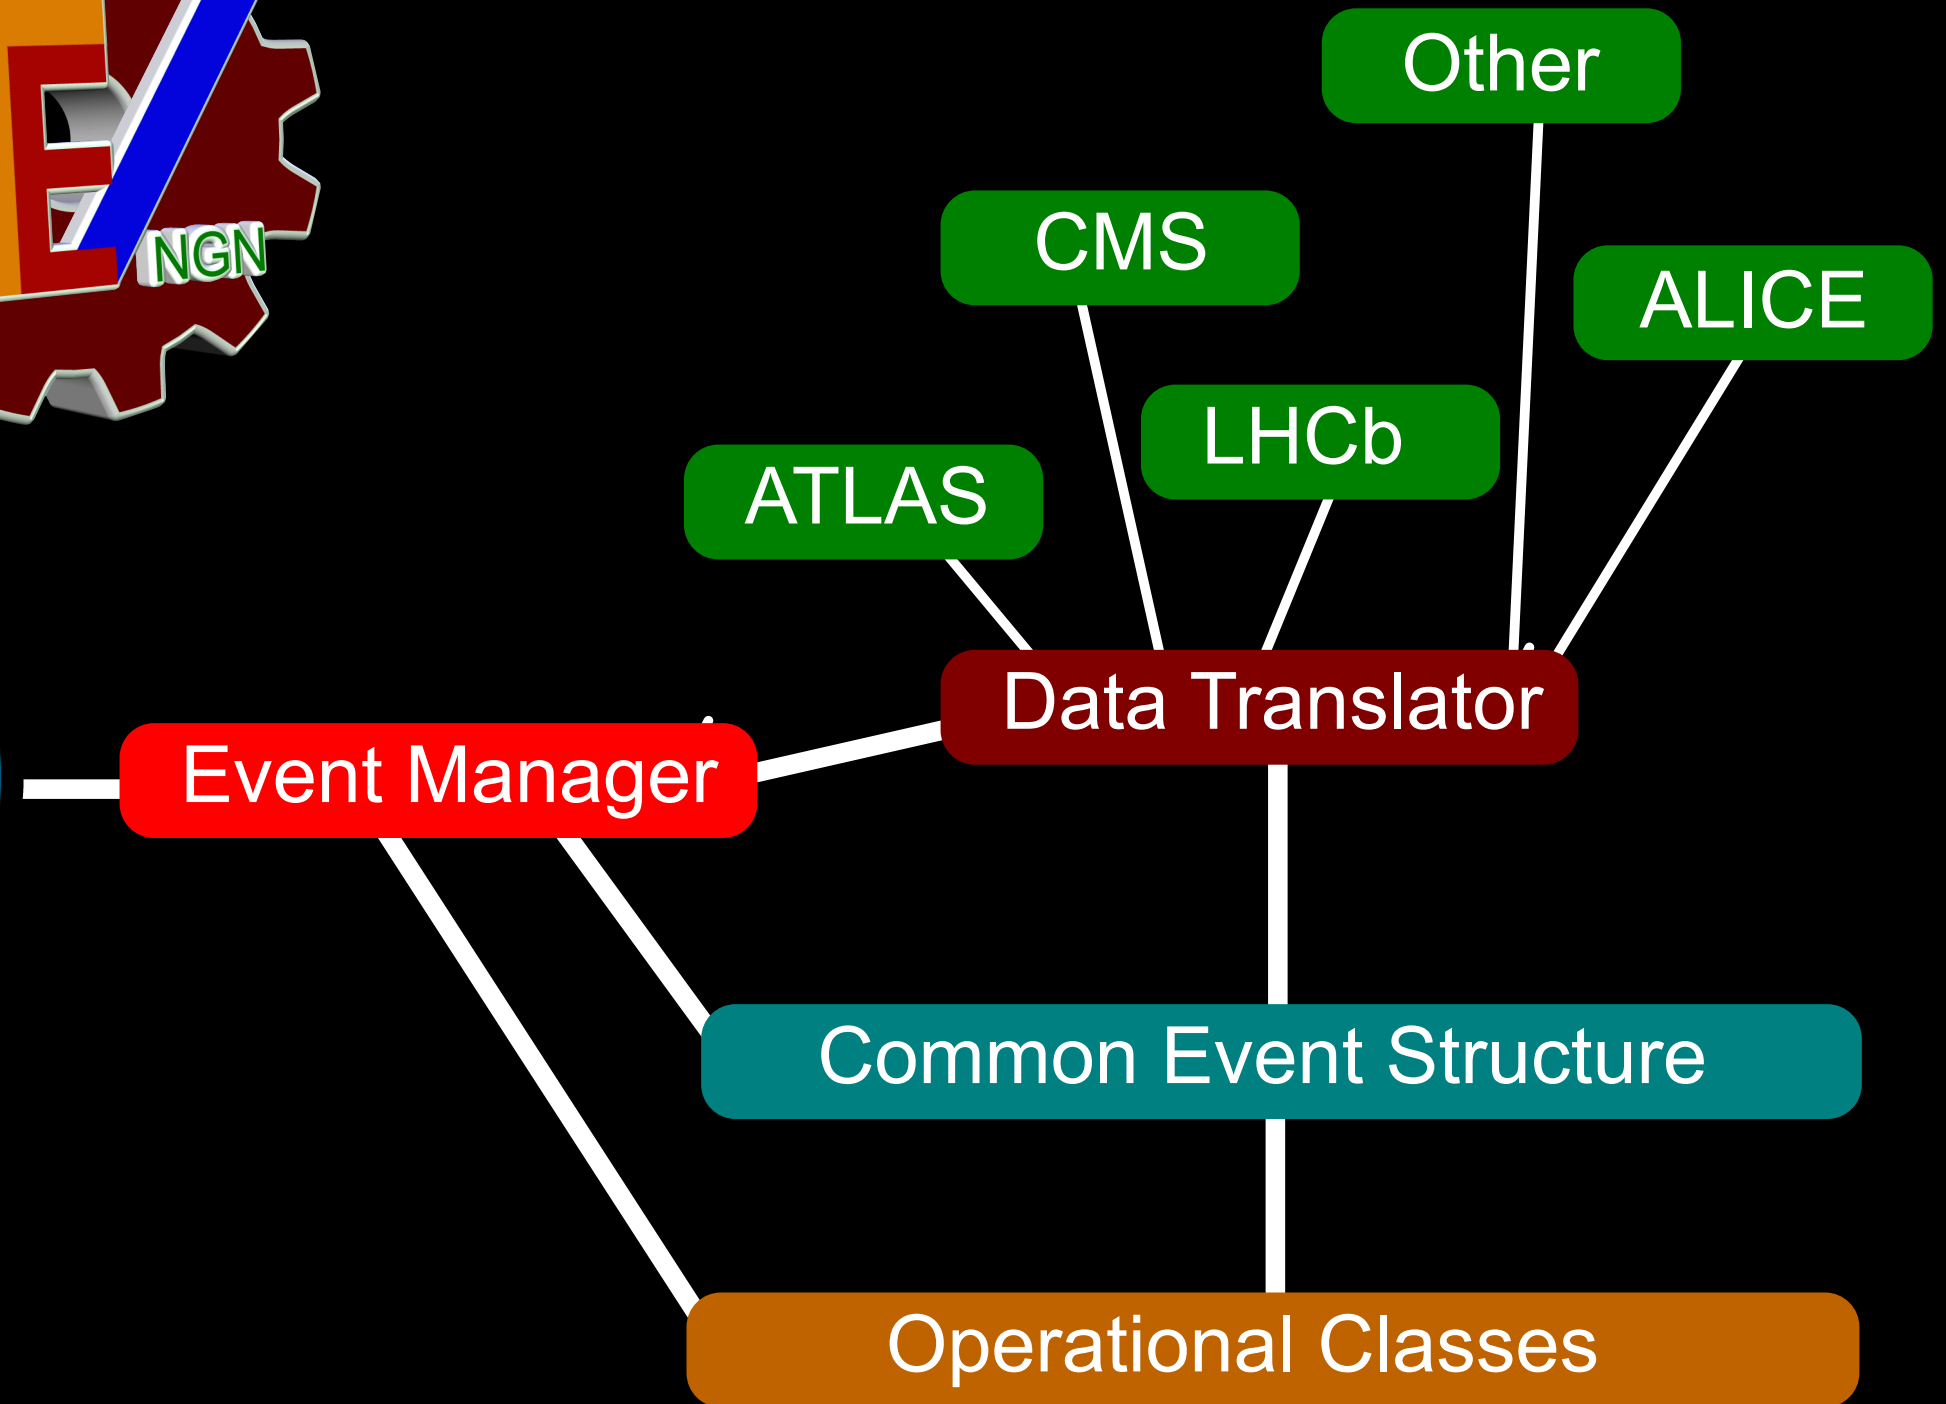 E
NGN
Other
CMS
ALICE
LHCb
ATLAS
Data Translator
Event Manager
Common Event Structure
Operational Classes